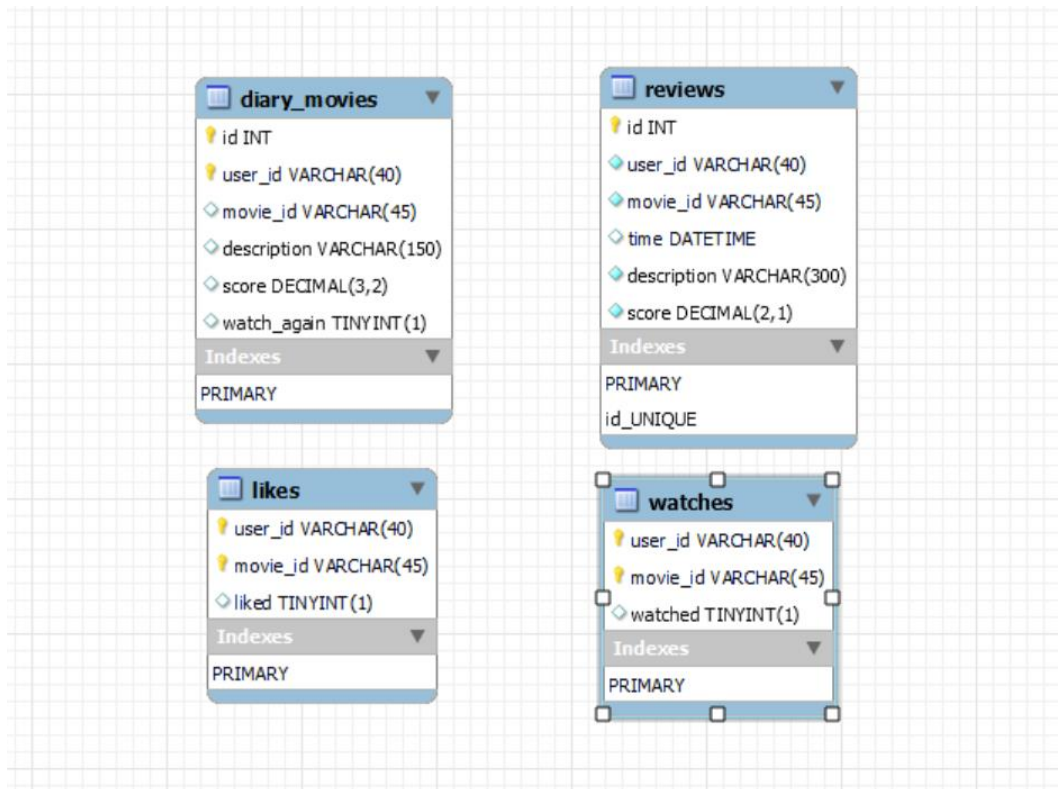 diary_movies
id INT
user_id VARCHAR(40)
movie_id VARCHAR(45)
description VARCHAR(150)
score DECIMAL(3,2)
watch_again TINYINT(1)
Indexes
PRIMARY
reviews
id INT
user_id VARCHAR(40)
movie_id VARCHAR(45)
time DATETIME
description VARCHAR(300)
score DECIMAL(2,1)
Indexes
PRIMARY
id_UNIQUE
likes
user_id VARCHAR(40)
movie_id VARCHAR(45)
liked TINYINT(1)
Indexes
PRIMARY
watches
user_id VARCHAR(40)
movie_id VARCHAR(45)
watched TINYINT(1)
Indexes
PRIMARY